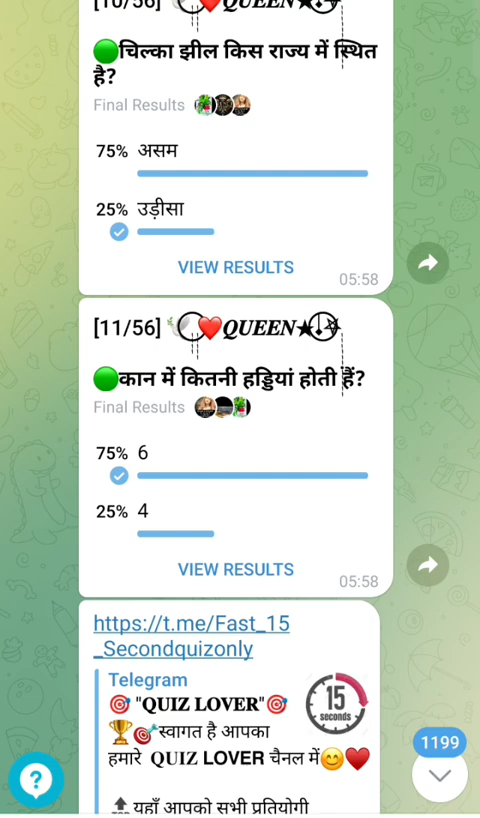 [10/56] QUEEN★
चिल्का झील किस राज्य में स्थित
है?
Final Results
75% असम
25% उड़ीसा
VIEW RESULTS
05:58
[11/56] ❤️QUEEN★
कान में कितनी हड्डियां होती हैं?
Final Results
75% 6
25% 4
VIEW RESULTS
05:58
https://t.me/Fast_15
_Secondquizonly
Telegram
🎯 "QUIZ LOVER"🎯
15
seconds
🏆🎯स्वागत है आपका
हमारे QUIZ LOVER चैनल में😊❤️
1199
यहाँ आपको सभी प्रतियोगी